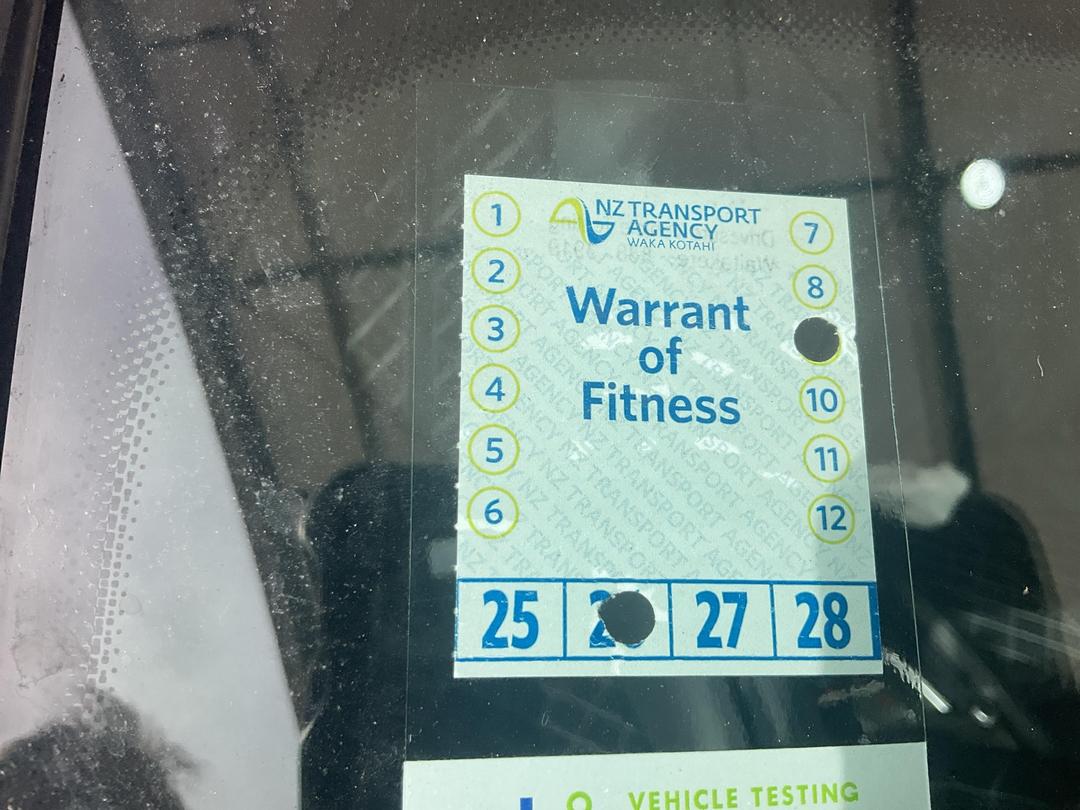 NZ TRANSPORT
AGENCY
WAKA KOTAHI
Warrant
of
Fitness
1
2
3
4
5
6
7
8
10
11
12
25
27
28
VEHICLE TESTING